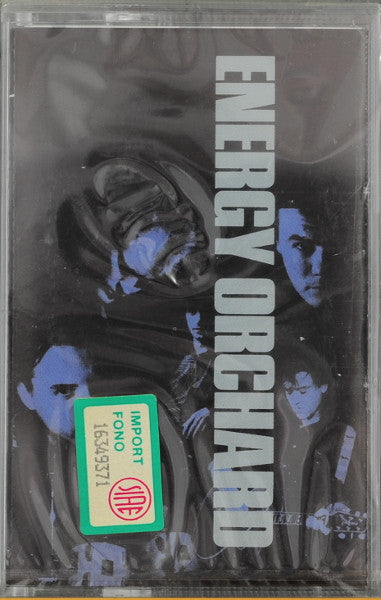 ENERGY ORCHARD
IMPORT
FONO
16349371
SIAE